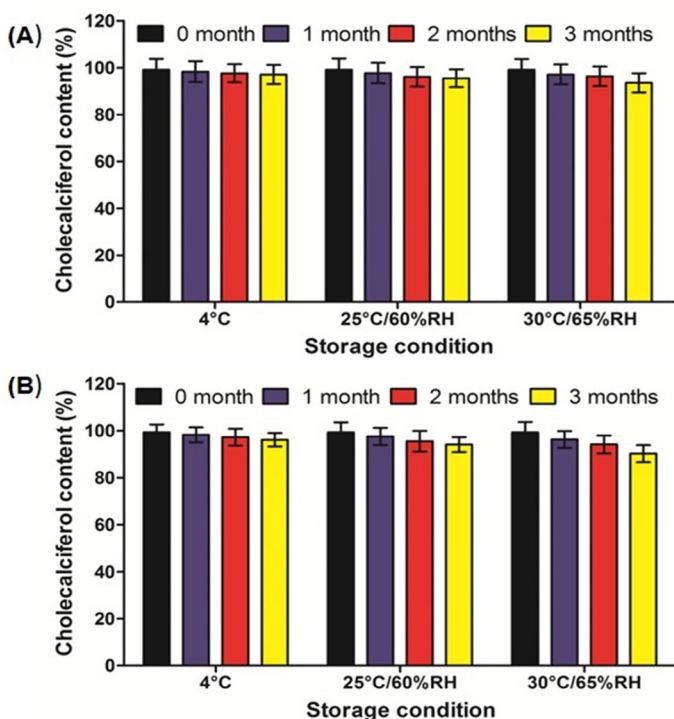 (A)
120
0 month 1 month 2 months 3 months
100
80
60
40
20
0
Cholecalciferol content (%)
4°C 25°C/60%RH 30°C/65%RH
Storage condition
(B)
120
0 month 1 month 2 months 3 months
100
80
60
40
20
0
Cholecalciferol content (%)
4°C 25°C/60%RH 30°C/65%RH
Storage condition